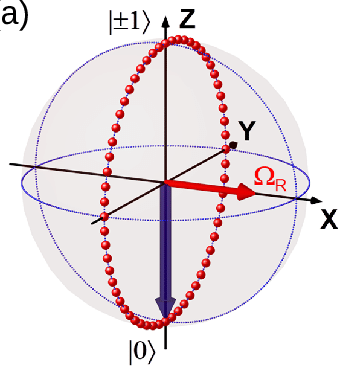 (a)
|±1⟩ Z
Y
Ω_R
X
|0⟩